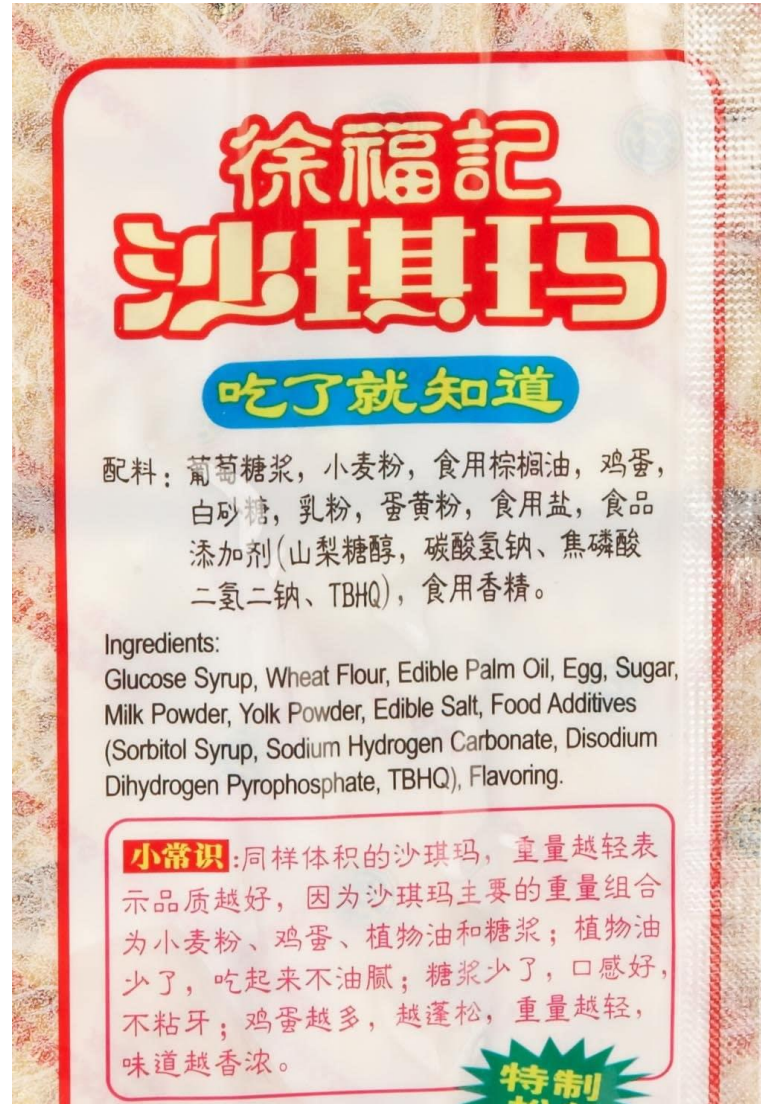 徐福記
沙琪玛
吃了就知道
配料：葡萄糖浆，小麦粉，食用棕榈油，鸡蛋，
白砂糖，乳粉，蛋黄粉，食用盐，食品
添加剂(山梨糖醇，碳酸氢钠、焦磷酸
二氢二钠、TBHQ)，食用香精。
Ingredients:
Glucose Syrup, Wheat Flour, Edible Palm Oil, Egg, Sugar,
Milk Powder, Yolk Powder, Edible Salt, Food Additives
(Sorbitol Syrup, Sodium Hydrogen Carbonate, Disodium
Dihydrogen Pyrophosphate, TBHQ), Flavoring.
小常识:同样体积的沙琪玛，重量越轻表
示品质越好，因为沙琪玛主要的重量组合
为小麦粉、鸡蛋、植物油和糖浆；植物油
少了，吃起来不油腻；糖浆少了，口感好，
不粘牙；鸡蛋越多，越蓬松，重量越轻，
味道越香浓。
特制